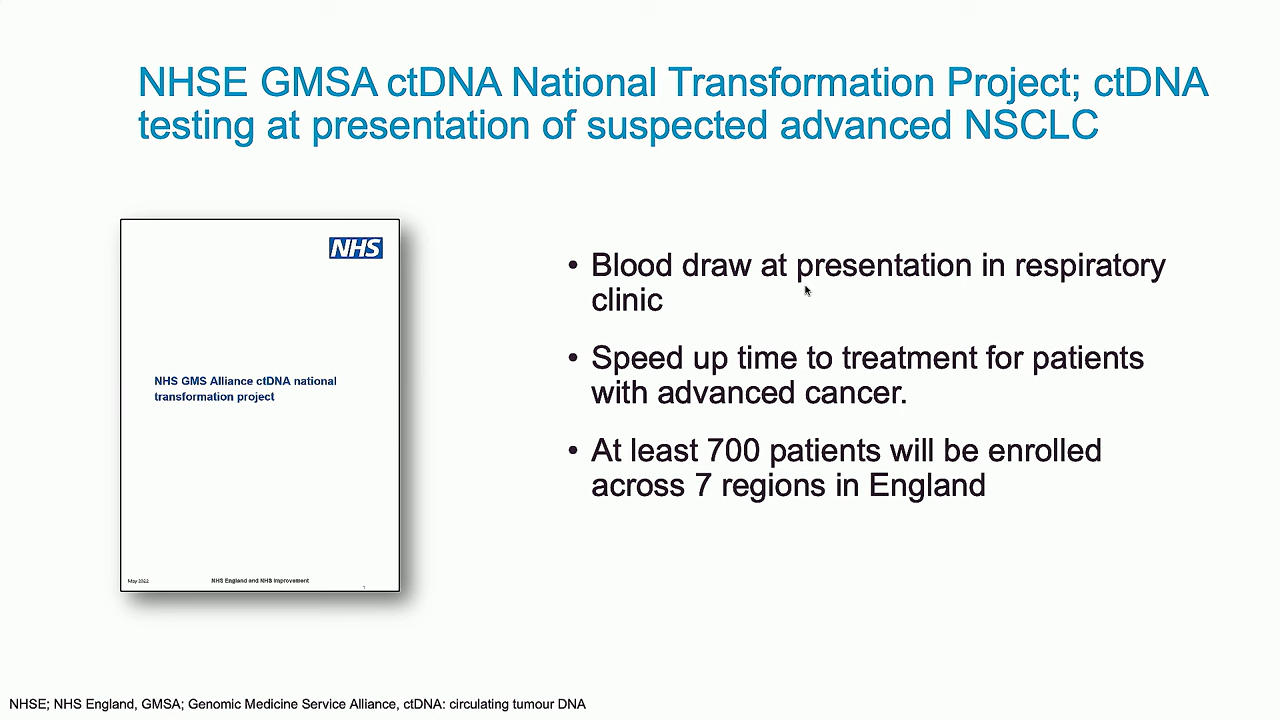 NHSE GMSA ctDNA National Transformation Project; ctDNA
testing at presentation of suspected advanced NSCLC
NHS
NHS GMS Alliance ctDNA national
transformation project
May 2022
NHS England and NHS Improvement
1
• Blood draw at presentation in respiratory
clinic
• Speed up time to treatment for patients
with advanced cancer.
• At least 700 patients will be enrolled
across 7 regions in England
NHSE; NHS England, GMSA; Genomic Medicine Service Alliance, ctDNA: circulating tumour DNA